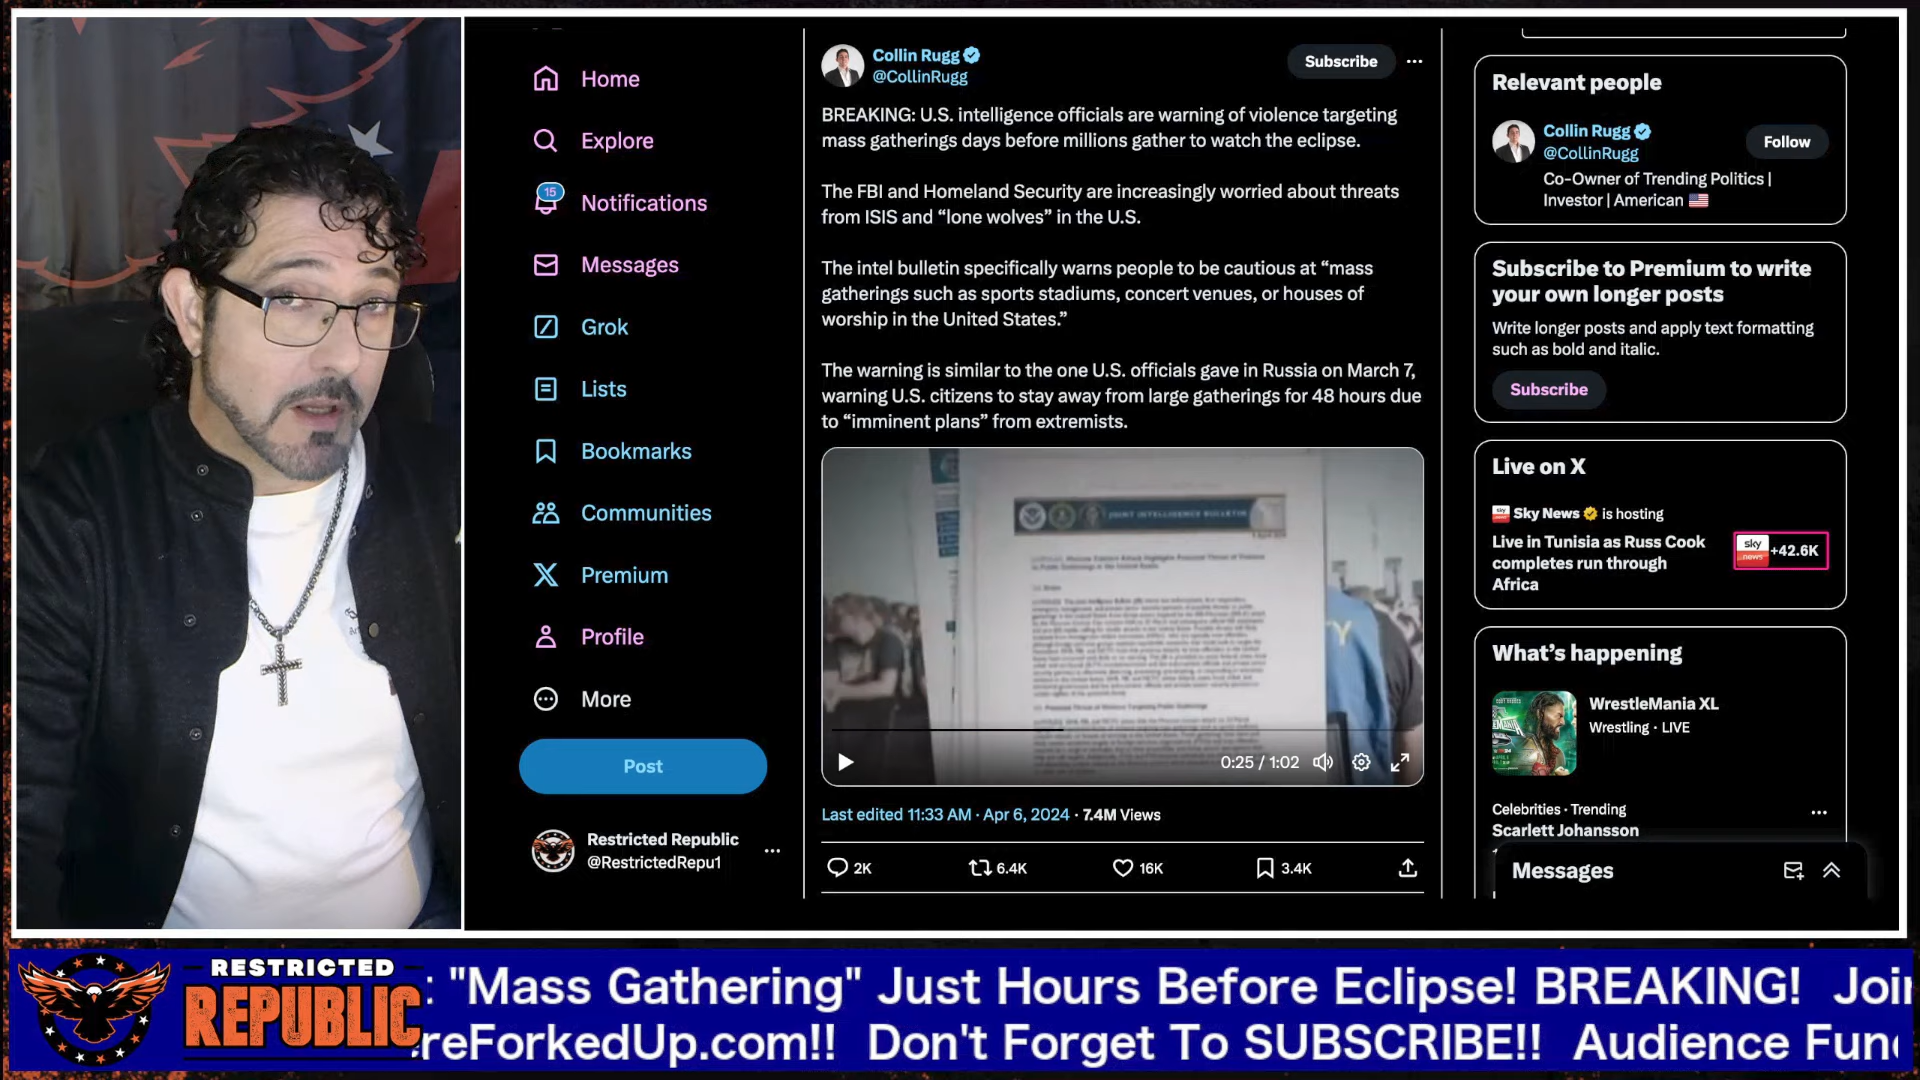 Home
Explore
15
Notifications
Messages
Grok
Lists
Bookmarks
Communities
Premium
Profile
More
Post
Restricted Republic
@RestrictedRepu1
Collin Rugg
@CollinRugg
Subscribe
BREAKING: U.S. intelligence officials are warning of violence targeting
mass gatherings days before millions gather to watch the eclipse.
The FBI and Homeland Security are increasingly worried about threats
from ISIS and “lone wolves” in the U.S.
The intel bulletin specifically warns people to be cautious at “mass
gatherings such as sports stadiums, concert venues, or houses of
worship in the United States.”
The warning is similar to the one U.S. officials gave in Russia on March 7,
warning U.S. citizens to stay away from large gatherings for 48 hours due
to “imminent plans” from extremists.
JOINT INTELLIGENCE BULLETIN
0:25 / 1:02
Last edited 11:33 AM · Apr 6, 2024 · 7.4M Views
2K 6.4K 16K 3.4K
Relevant people
Collin Rugg
@CollinRugg
Follow
Co-Owner of Trending Politics |
Investor | American
Subscribe to Premium to write
your own longer posts
Write longer posts and apply text formatting
such as bold and italic.
Subscribe
Live on X
Sky News is hosting
Live in Tunisia as Russ Cook
completes run through
Africa
sky
news
+42.6K
What’s happening
WrestleMania XL
Wrestling · LIVE
Celebrities · Trending
Scarlett Johansson
Messages
RESTRICTED
REPUBLIC
: "Mass Gathering" Just Hours Before Eclipse! BREAKING! Join
reForkedUp.com!! Don't Forget To SUBSCRIBE!! Audience Fun